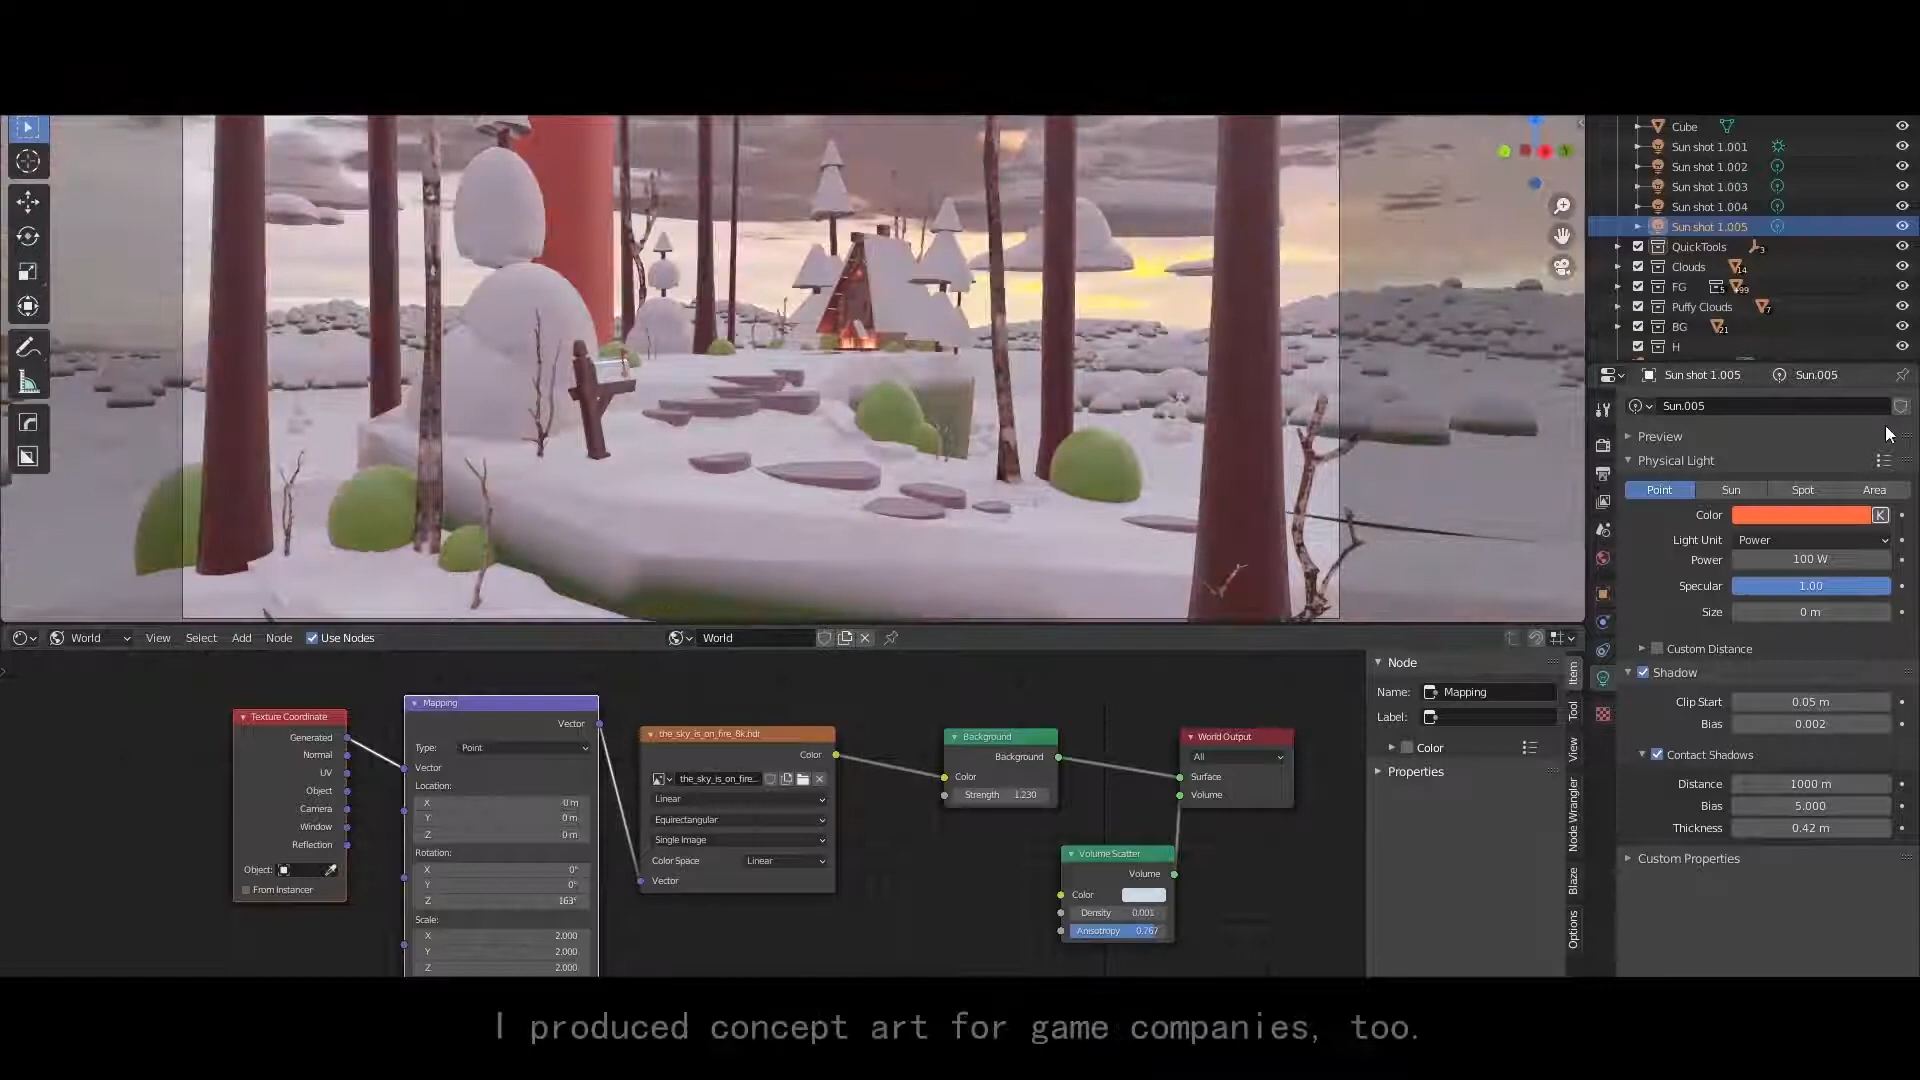 Cube
Sun shot 1.001
Sun shot 1.002
Sun shot 1.003
Sun shot 1.004
Sun shot 1.005
QuickTools 3
Clouds 14
FG 5 +99
Puffy Clouds 7
BG 21
H
Sun shot 1.005 Sun.005
Sun.005
Preview
Physical Light
Point Sun Spot Area
Color K
Light Unit Power
Power 100 W
Specular 1.00
Size 0 m
Custom Distance
Shadow
Clip Start 0.05 m
Bias 0.002
Contact Shadows
Distance 1000 m
Bias 5.000
Thickness 0.42 m
Custom Properties
World View Select Add Node Use Nodes World
Texture Coordinate
Generated
Normal
UV
Object
Camera
Window
Reflection
Object:
From Instancer
Mapping
Vector
Type: Point
Vector
Location:
X 0 m
Y 0 m
Z 0 m
Rotation:
X 0°
Y 0°
Z 163°
Scale:
X 2.000
Y 2.000
Z 2.000
the_sky_is_on_fire_8k.hdr
Color
the_sky_is_on_fire...
Linear
Equirectangular
Single Image
Color Space Linear
Vector
Background
Background
Color
Strength 1.230
World Output
All
Surface
Volume
Volume Scatter
Volume
Color
Density 0.001
Anisotropy 0.767
Node
Name: Mapping
Label:
Color
Properties
Item
Tool
View
Node Wrangler
Blaze
Options
I produced concept art for game companies, too.